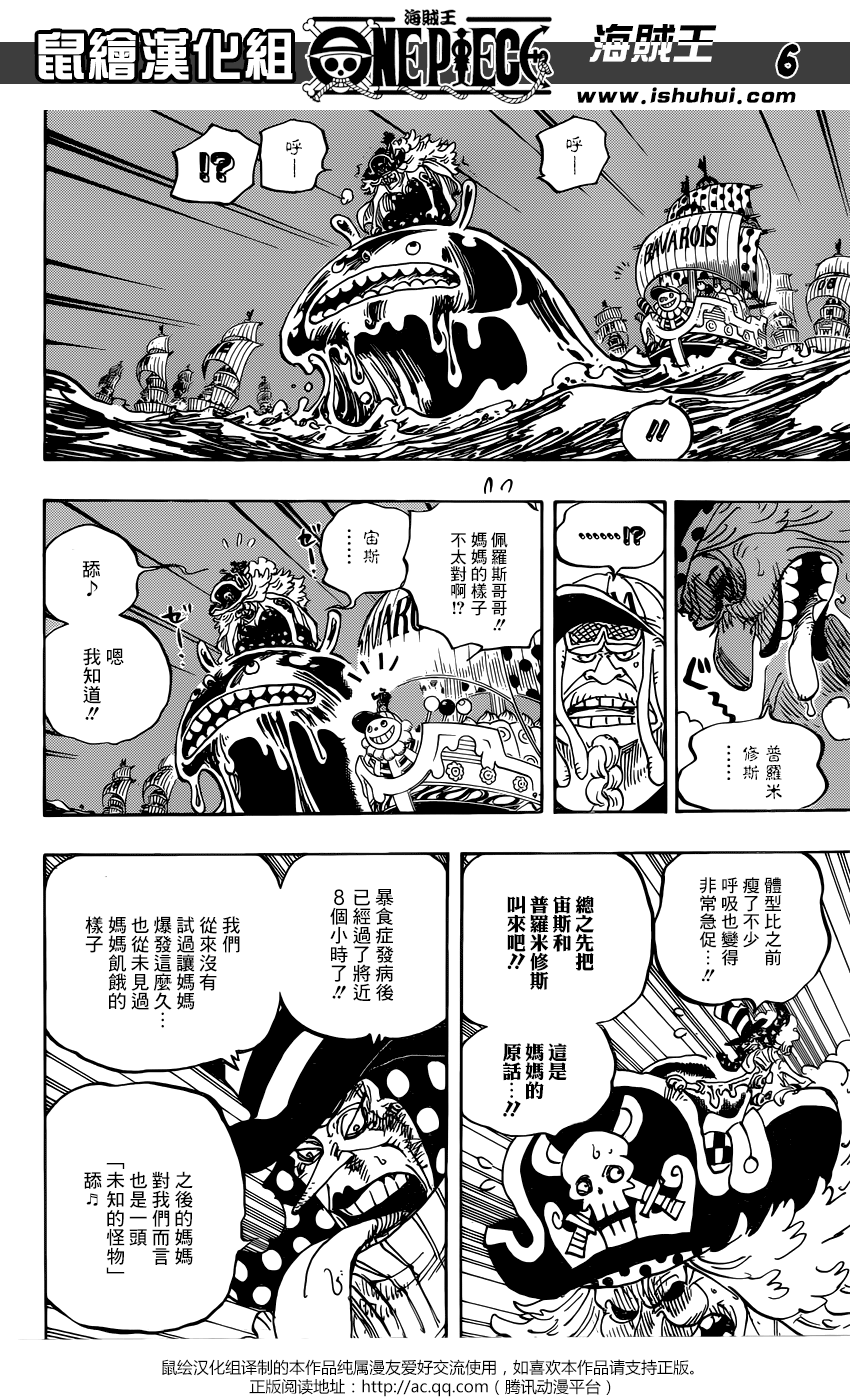 海賊王
鼠繪漢化組
ONE PIECE
海賊王
6
www.ishuhui.com
呼—
BAVAROIS
呼—
!?
!!
普羅米
修斯
……
……!?
佩羅斯哥哥!!
媽媽的樣子
不太對啊!?
宙斯
……
ゼー
ゼー
舔♪
嗯
我知道!!
體型比之前
瘦了不少
呼吸也變得
非常急促…!!
總之先把
宙斯和
普羅米修斯
叫來吧!!
這是
媽媽的
原話…!!
暴食症發病後
已經過了將近
8個小時了!!
我們
從來沒有
試過讓媽媽
爆發這麼久…
也從未見過
媽媽飢餓的
樣子
之後的媽媽
對我們而言
也是一頭
「未知的怪物」
舔♬
鼠绘汉化组译制的本作品纯属漫友爱好交流使用，如喜欢本作品请支持正版。
正版阅读地址：http://ac.qq.com（腾讯动漫平台）